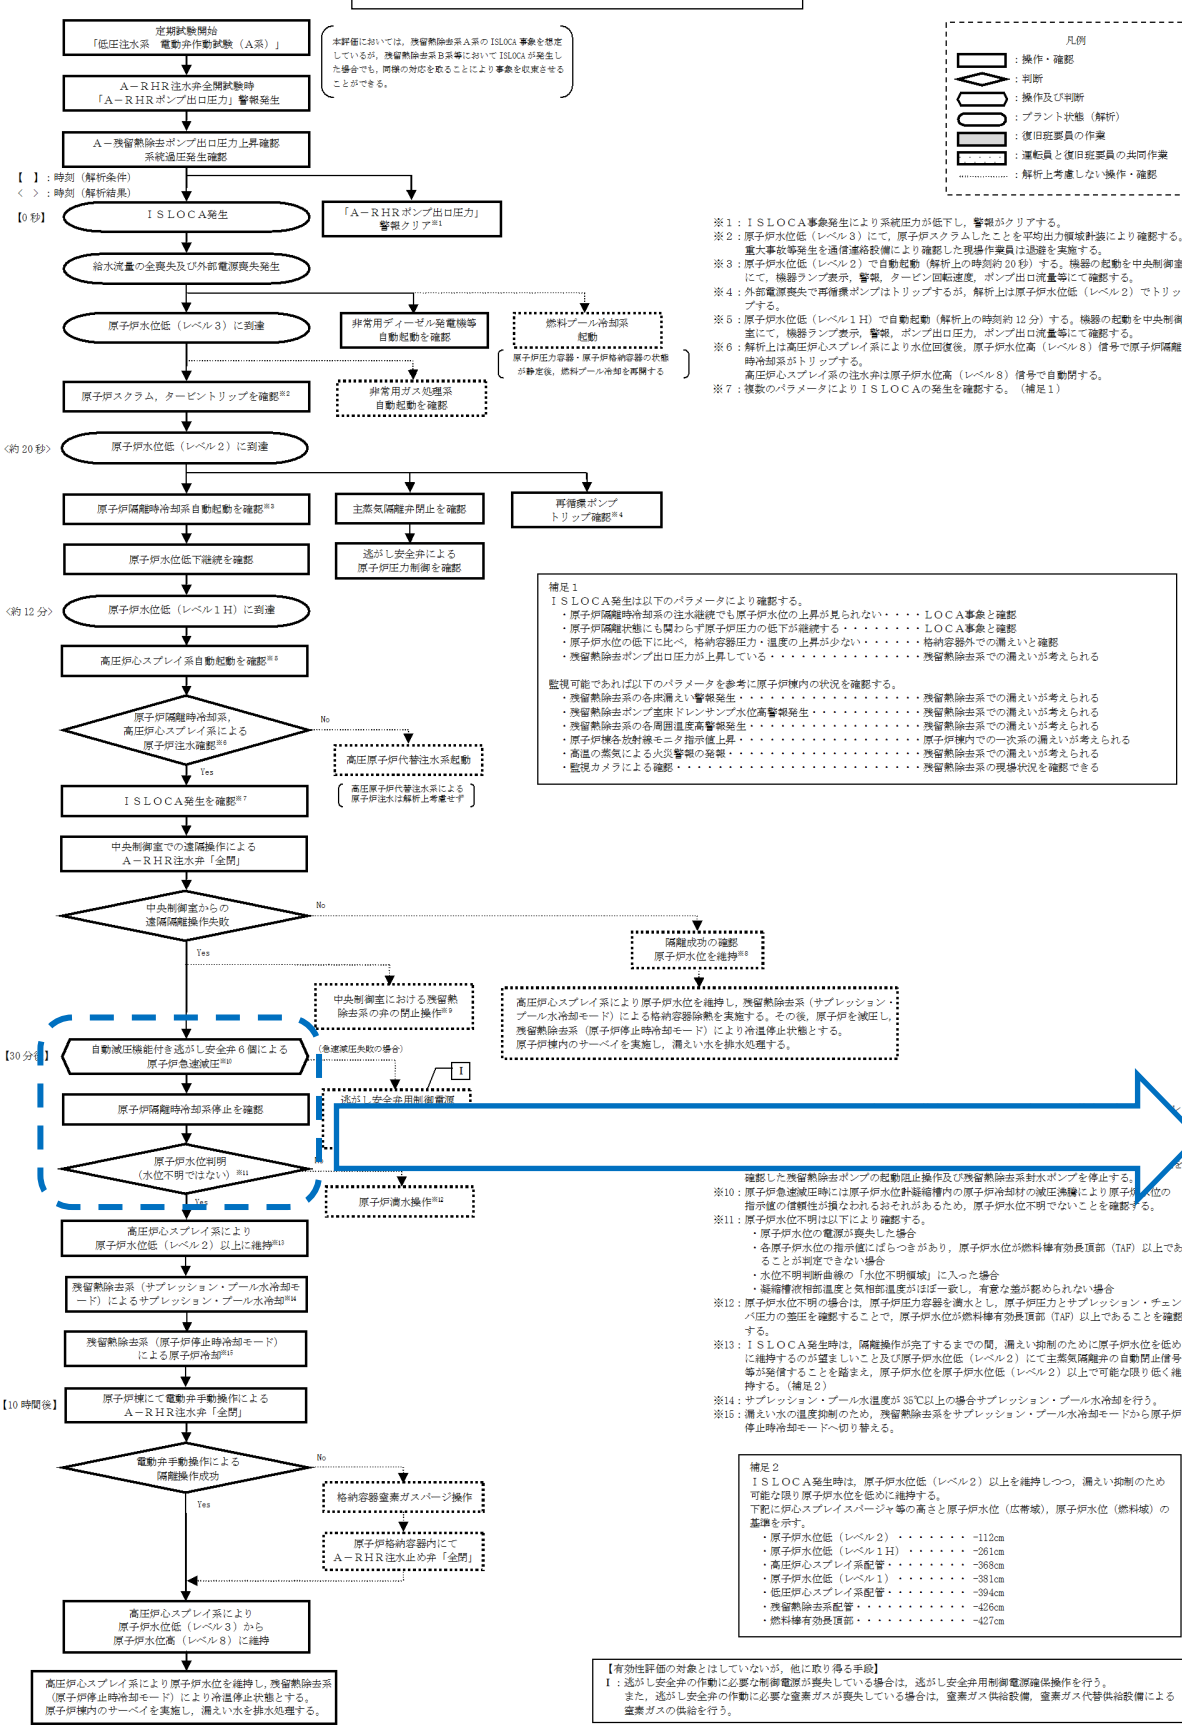 定期試験開始
「低圧注水系　電動弁作動試験（A系）」
A－RHR注水弁全開試験時
「A－RHRポンプ出口圧力」警報発生
A－残留熱除去ポンプ出口圧力上昇確認
系統過圧発生確認
本評価においては，残留熱除去系A系のISLOCA事象を想定
しているが，残留熱除去系B系等においてISLOCAが発生し
た場合でも，同様の対応を取ることにより事象を収束させる
ことができる。
凡例
：操作・確認
：判断
：操作及び判断
：プラント状態（解析）
：復旧班要員の作業
：運転員と復旧班要員の共同作業
：解析上考慮しない操作・確認
【　】：時刻（解析条件）
＜　＞：時刻（解析結果）
【0秒】
ISLOCA発生
「A－RHRポンプ出口圧力」
警報クリア※1
給水流量の全喪失及び外部電源喪失発生
原子炉水位低（レベル3）に到達
非常用ディーゼル発電機等
自動起動を確認
燃料プール冷却系
起動
原子炉圧力容器・原子炉格納容器の状態
が静定後，燃料プール冷却を再開する
原子炉スクラム，タービントリップを確認※2
非常用ガス処理系
自動起動を確認
〈約20秒〉
原子炉水位低（レベル2）に到達
原子炉隔離時冷却系自動起動を確認※3
主蒸気隔離弁閉止を確認
再循環ポンプ
トリップ確認※4
原子炉水位低下継続を確認
逃がし安全弁による
原子炉圧力制御を確認
〈約12分〉
原子炉水位低（レベル1H）に到達
高圧炉心スプレイ系自動起動を確認※5
原子炉隔離時冷却系，
高圧炉心スプレイ系による
原子炉注水確認※6
No
Yes
高圧原子炉代替注水系起動
高圧原子炉代替注水系による
原子炉注水は解析上考慮せず
ISLOCA発生を確認※7
中央制御室での遠隔操作による
A－RHR注水弁「全閉」
中央制御室からの
遠隔隔離操作失敗
No
Yes
隔離成功の確認
原子炉水位を維持※8
中央制御室における残留熱
除去系の弁の閉止操作※9
高圧炉心スプレイ系により原子炉水位を維持し，残留熱除去系（サプレッション・
プール水冷却モード）による格納容器除熱を実施する。その後，原子炉を減圧し，
残留熱除去系（原子炉停止時冷却モード）により冷温停止状態とする。
原子炉棟内のサーベイを実施し，漏えい水を排水処理する。
【30分後】
自動減圧機能付き逃がし安全弁6個による
原子炉急速減圧※10
（急速減圧失敗の場合）
I
逃がし安全弁用制御電源
原子炉隔離時冷却系停止を確認
原子炉水位判明
（水位不明ではない）※11
No
Yes
原子炉満水操作※12
高圧炉心スプレイ系により
原子炉水位低（レベル2）以上に維持※13
残留熱除去系（サプレッション・プール水冷却モ
ード）によるサプレッション・プール水冷却※14
残留熱除去系（原子炉停止時冷却モード）
による原子炉冷却※15
【10時間後】
原子炉棟にて電動弁手動操作による
A－RHR注水弁「全閉」
電動弁手動操作による
隔離操作成功
No
Yes
格納容器窒素ガスパージ操作
原子炉格納容器内にて
A－RHR注水止め弁「全閉」
高圧炉心スプレイ系により
原子炉水位低（レベル3）から
原子炉水位高（レベル8）に維持
高圧炉心スプレイ系により原子炉水位を維持し，残留熱除去系
（原子炉停止時冷却モード）により冷温停止状態とする。
原子炉棟内のサーベイを実施し，漏えい水を排水処理する。
※1：ISLOCA事象発生により系統圧力が低下し，警報がクリアする。
※2：原子炉水位低（レベル3）にて，原子炉スクラムしたことを平均出力領域計装により確認する。
重大事故等発生を通信連絡設備により確認した現場作業員は退避を実施する。
※3：原子炉水位低（レベル2）で自動起動（解析上の時刻約20秒）する。機器の起動を中央制御室
にて，機器ランプ表示，警報，タービン回転速度，ポンプ出口流量等にて確認する。
※4：外部電源喪失で再循環ポンプはトリップするが，解析上は原子炉水位低（レベル2）でトリッ
プする。
※5：原子炉水位低（レベル1H）で自動起動（解析上の時刻約12分）する。機器の起動を中央制御
室にて，機器ランプ表示，警報，ポンプ出口圧力，ポンプ出口流量等にて確認する。
※6：解析上は高圧炉心スプレイ系により水位回復後，原子炉水位高（レベル8）信号で原子炉隔離
時冷却系がトリップする。
高圧炉心スプレイ系の注水弁は原子炉水位高（レベル8）信号で自動閉する。
※7：複数のパラメータによりISLOCAの発生を確認する。（補足1）
補足1
ISLOCA発生は以下のパラメータにより確認する。
・原子炉隔離時冷却系の注水継続でも原子炉水位の上昇が見られない・・・・LOCA事象と確認
・原子炉隔離状態にも関わらず原子炉圧力の低下が継続する・・・・・・・・LOCA事象と確認
・原子炉水位の低下に比べ，格納容器圧力・温度の上昇が少ない・・・・・・格納容器外での漏えいと確認
・残留熱除去ポンプ出口圧力が上昇している・・・・・・・・・・・・・・・残留熱除去系での漏えいが考えられる
監視可能であれば以下のパラメータを参考に原子炉棟内の状況を確認する。
・残留熱除去系の各床漏えい警報発生・・・・・・・・・・・・・・・・・・残留熱除去系での漏えいが考えられる
・残留熱除去ポンプ室床ドレンサンプ水位高警報発生・・・・・・・・・・・残留熱除去系での漏えいが考えられる
・残留熱除去系の各周囲温度高警報発生・・・・・・・・・・・・・・・・・残留熱除去系での漏えいが考えられる
・原子炉棟各放射線モニタ指示値上昇・・・・・・・・・・・・・・・・・・原子炉棟内での一次系の漏えいが考えられる
・高温の蒸気による火災警報の発報・・・・・・・・・・・・・・・・・・・残留熱除去系での漏えいが考えられる
・監視カメラによる確認・・・・・・・・・・・・・・・・・・・・・・・・残留熱除去系の現場状況を確認できる
確認した残留熱除去ポンプの起動阻止操作及び残留熱除去系封水ポンプを停止する。
※10：原子炉急速減圧時には原子炉水位計凝縮槽内の原子炉冷却材の減圧沸騰により原子炉水位の
指示値の信頼性が損なわれるおそれがあるため，原子炉水位不明でないことを確認する。
※11：原子炉水位不明は以下により確認する。
・原子炉水位の電源が喪失した場合
・各原子炉水位の指示値にばらつきがあり，原子炉水位が燃料棒有効長頂部（TAF）以上であ
ることが判定できない場合
・水位不明判断曲線の「水位不明領域」に入った場合
・凝縮槽液相部温度と気相部温度がほぼ一致し，有意な差が認められない場合
※12：原子炉水位不明の場合は，原子炉圧力容器を満水とし，原子炉圧力とサプレッション・チェン
バ圧力の差圧を確認することで，原子炉水位が燃料棒有効長頂部（TAF）以上であることを確認
する。
※13：ISLOCA発生時は，隔離操作が完了するまでの間，漏えい抑制のために原子炉水位を低め
に維持するのが望ましいこと及び原子炉水位低（レベル2）にて主蒸気隔離弁の自動閉止信号
等が発信することを踏まえ，原子炉水位を原子炉水位低（レベル2）以上で可能な限り低く維
持する。（補足2）
※14：サプレッション・プール水温度が35℃以上の場合サプレッション・プール水冷却を行う。
※15：漏えい水の温度抑制のため，残留熱除去系をサプレッション・プール水冷却モードから原子炉
停止時冷却モードへ切り替える。
補足2
ISLOCA発生時は，原子炉水位低（レベル2）以上を維持しつつ，漏えい抑制のため
可能な限り原子炉水位を低めに維持する。
下記に炉心スプレイスパージャ等の高さと原子炉水位（広帯域），原子炉水位（燃料域）の
基準を示す。
・原子炉水位低（レベル2）・・・・・・・-112cm
・原子炉水位低（レベル1H）・・・・・・-261cm
・高圧炉心スプレイ系配管・・・・・・・・-368cm
・原子炉水位低（レベル1）・・・・・・・-381cm
・低圧炉心スプレイ系配管・・・・・・・・-394cm
・残留熱除去系配管・・・・・・・・・・・-426cm
・燃料棒有効長頂部・・・・・・・・・・・-427cm
【有効性評価の対象とはしていないが，他に取り得る手段】
I：逃がし安全弁の作動に必要な制御電源が喪失している場合は，逃がし安全弁用制御電源確保操作を行う。
また，逃がし安全弁の作動に必要な窒素ガスが喪失している場合は，窒素ガス供給設備，窒素ガス代替供給設備による
窒素ガスの供給を行う。